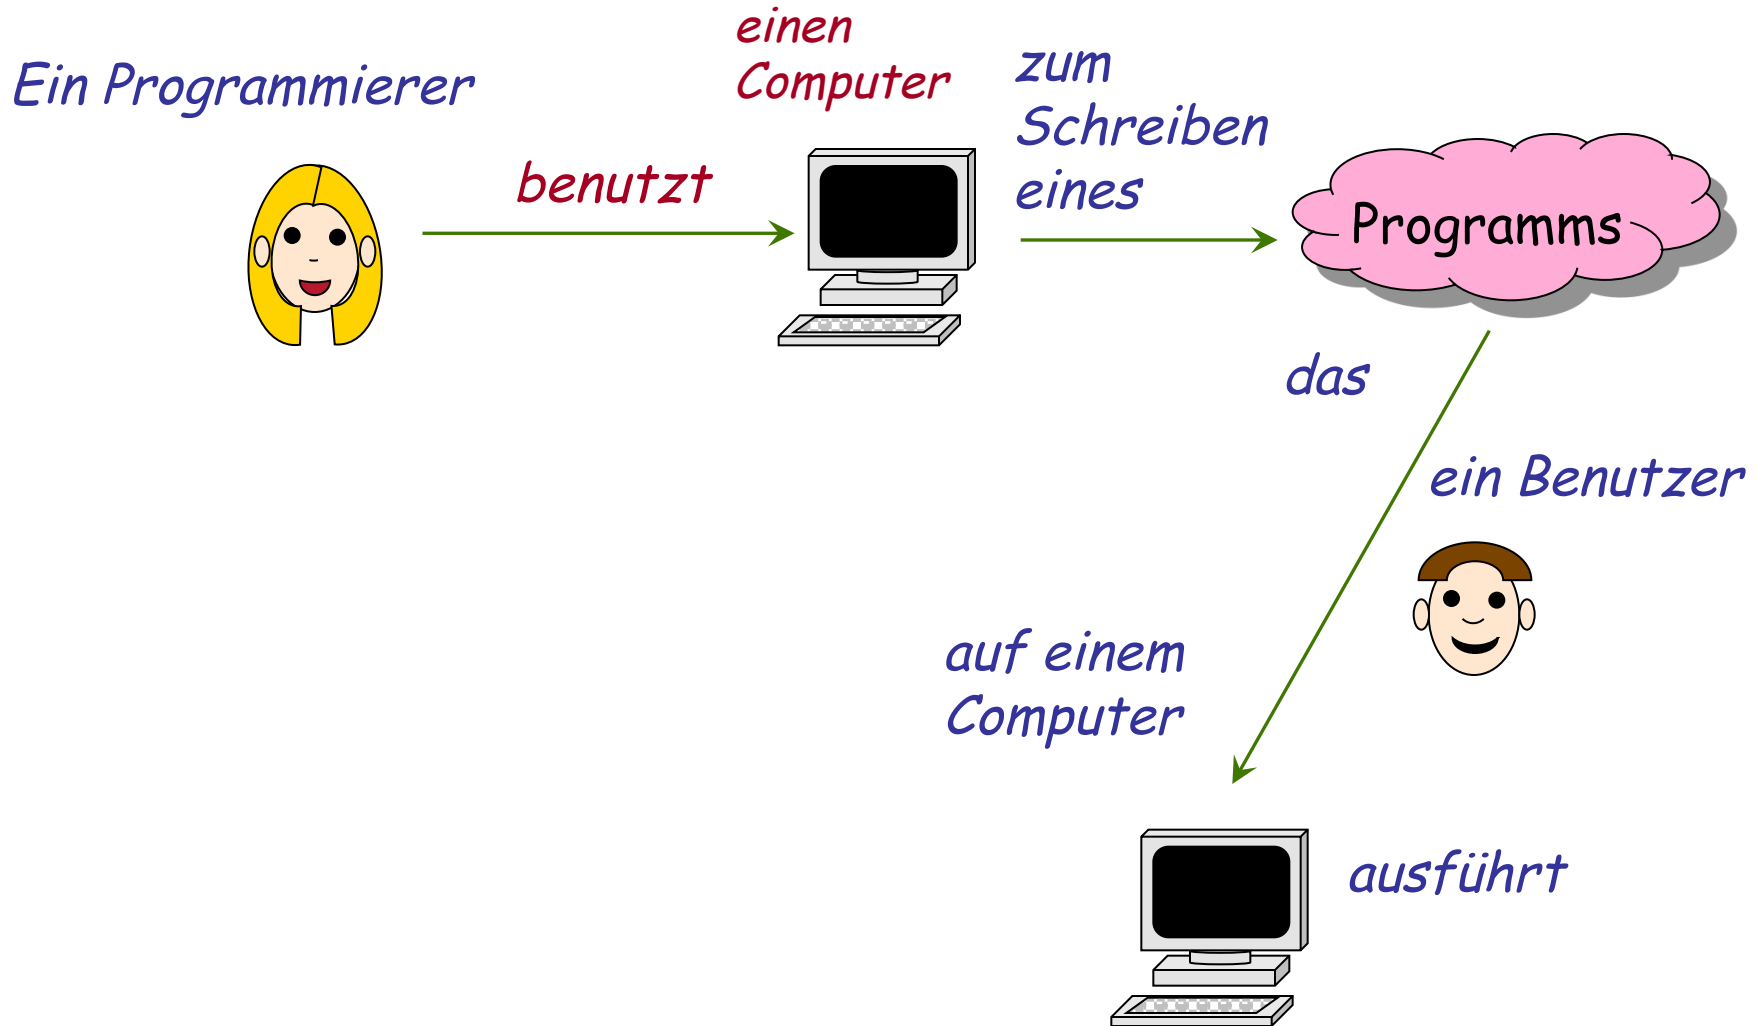 Ein Programmierer
benutzt
einen
Computer
zum
Schreiben
eines
Programms
das
ein Benutzer
auf einem
Computer
ausführt